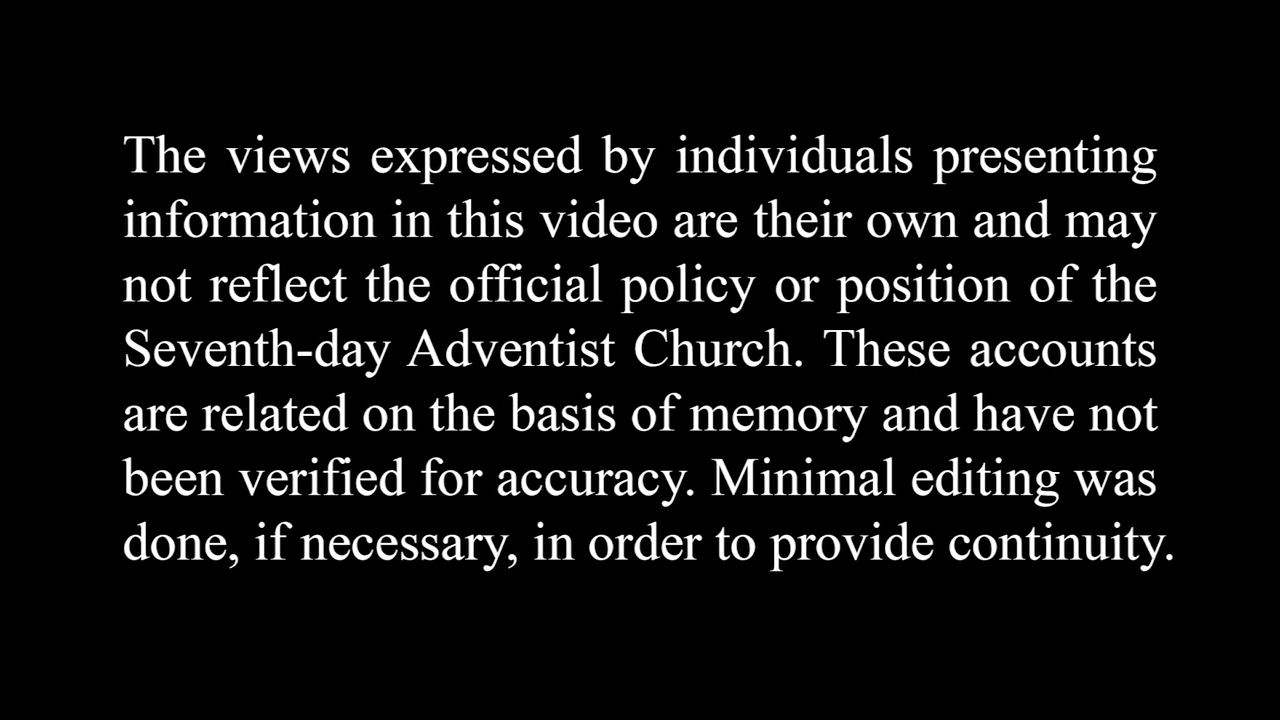 The views expressed by individuals presenting
information in this video are their own and may
not reflect the official policy or position of the
Seventh-day Adventist Church. These accounts
are related on the basis of memory and have not
been verified for accuracy. Minimal editing was
done, if necessary, in order to provide continuity.